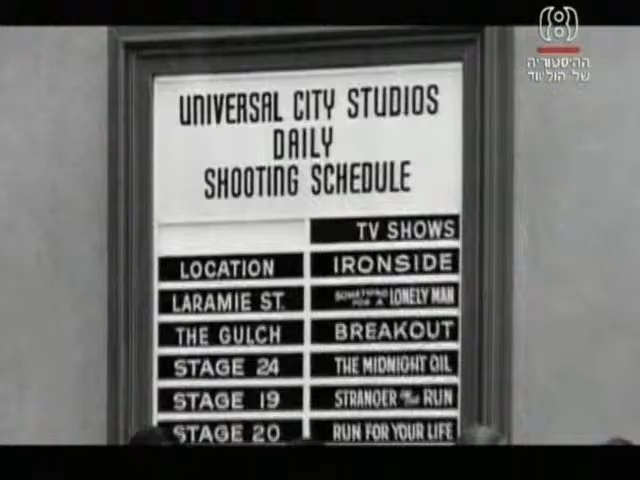 8
ההיסטוריה
של הוליווד
UNIVERSAL CITY STUDIOS
DAILY
SHOOTING SCHEDULE
TV SHOWS
LOCATION IRONSIDE
LARAMIE ST. SOMETHING FOR A LONELY MAN
THE GULCH BREAKOUT
STAGE 24 THE MIDNIGHT OIL
STAGE 19 STRANGER ON THE RUN
STAGE 20 RUN FOR YOUR LIFE